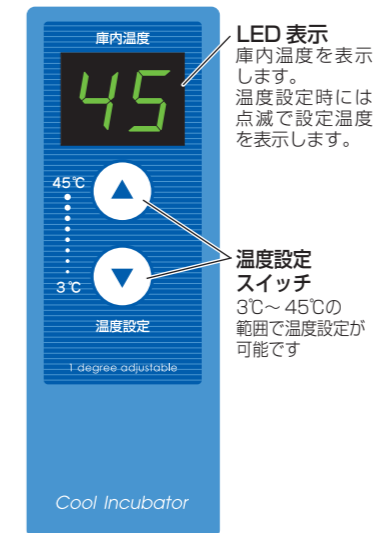 庫内温度
45
45℃
3℃
温度設定
1 degree adjustable
Cool Incubator
LED 表示
庫内温度を表示
します。
温度設定時には
点滅で設定温度
を表示します。
温度設定
スイッチ
3℃～ 45℃の
範囲で温度設定が
可能です